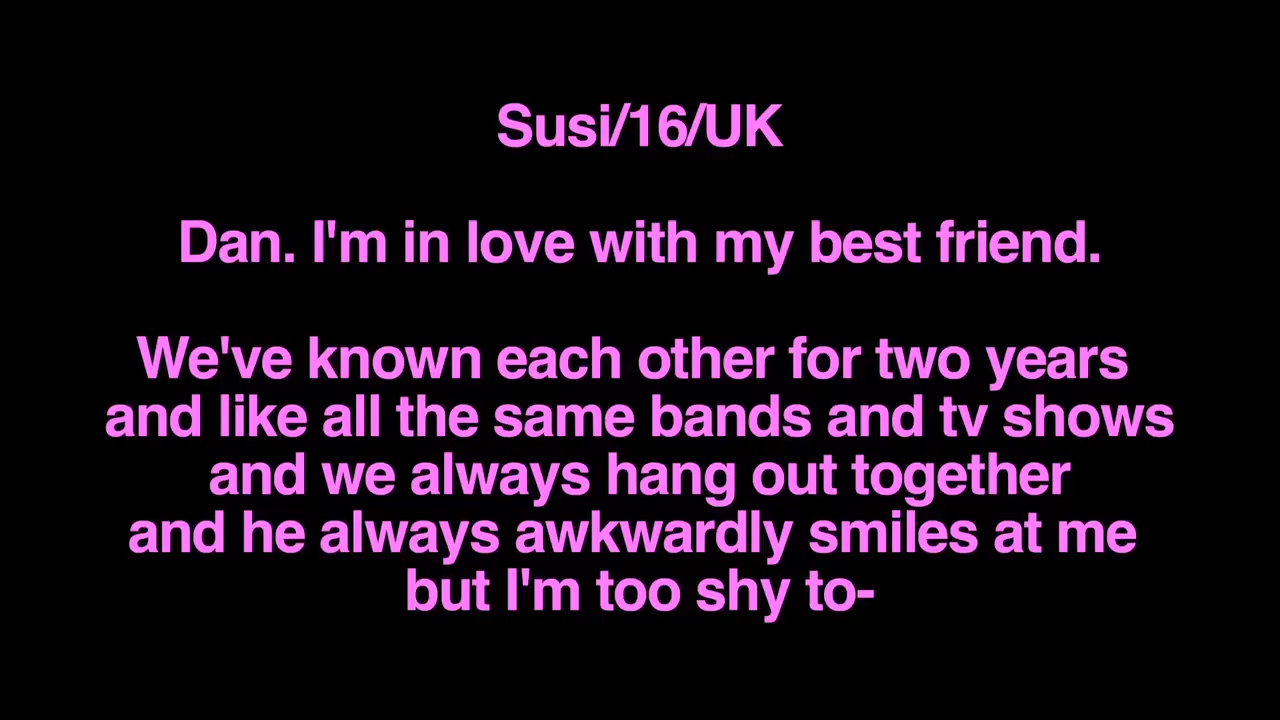 Susi/16/UK
Dan. I'm in love with my best friend.
We've known each other for two years
and like all the same bands and tv shows
and we always hang out together
and he always awkwardly smiles at me
but I'm too shy to-